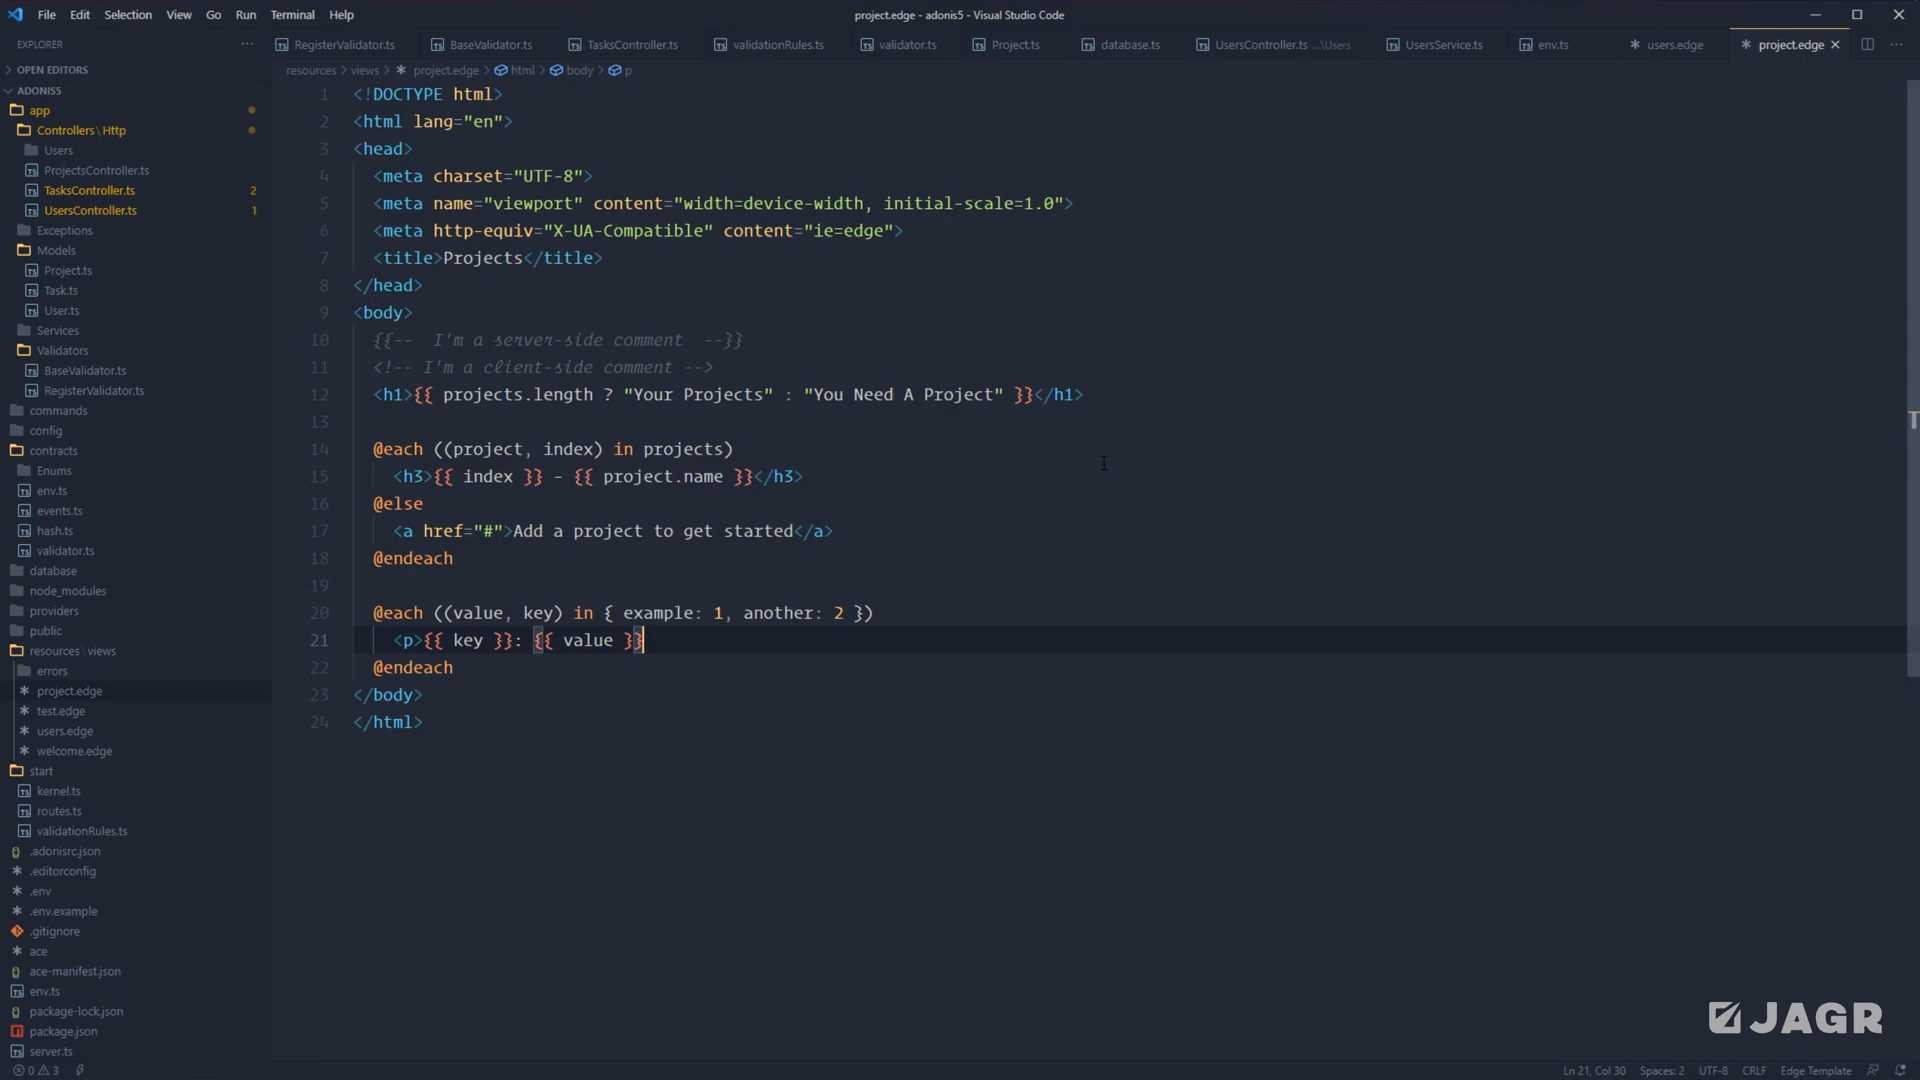 File Edit Selection View Go Run Terminal Help
project.edge - adonis5 - Visual Studio Code
EXPLORER
RegisterValidator.ts BaseValidator.ts TasksController.ts validationRules.ts validator.ts Project.ts database.ts UsersController.ts ...\Users UsersService.ts env.ts users.edge project.edge
resources > views > project.edge > html > body > p
OPEN EDITORS
ADONIS5
app
Controllers \ Http
Users
ProjectsController.ts
TasksController.ts 2
UsersController.ts 1
Exceptions
Models
Project.ts
Task.ts
User.ts
Services
Validators
BaseValidator.ts
RegisterValidator.ts
commands
config
contracts
Enums
env.ts
events.ts
hash.ts
validator.ts
database
node_modules
providers
public
resources \ views
errors
project.edge
test.edge
users.edge
welcome.edge
start
kernel.ts
routes.ts
validationRules.ts
.adonisrc.json
.editorconfig
.env
.env.example
.gitignore
ace
ace-manifest.json
env.ts
package-lock.json
package.json
server.ts
1 <!DOCTYPE html>
2 <html lang="en">
3 <head>
4 <meta charset="UTF-8">
5 <meta name="viewport" content="width=device-width, initial-scale=1.0">
6 <meta http-equiv="X-UA-Compatible" content="ie=edge">
7 <title>Projects</title>
8 </head>
9 <body>
10 {{-- I'm a server-side comment --}}
11 <!-- I'm a client-side comment -->
12 <h1>{{ projects.length ? "Your Projects" : "You Need A Project" }}</h1>
13
14 @each ((project, index) in projects)
15 <h3>{{ index }} - {{ project.name }}</h3>
16 @else
17 <a href="#">Add a project to get started</a>
18 @endeach
19
20 @each ((value, key) in { example: 1, another: 2 })
21 <p>{{ key }}: {{ value }}
22 @endeach
23 </body>
24 </html>
JAGR
0 3
Ln 21, Col 30 Spaces: 2 UTF-8 CRLF Edge Template